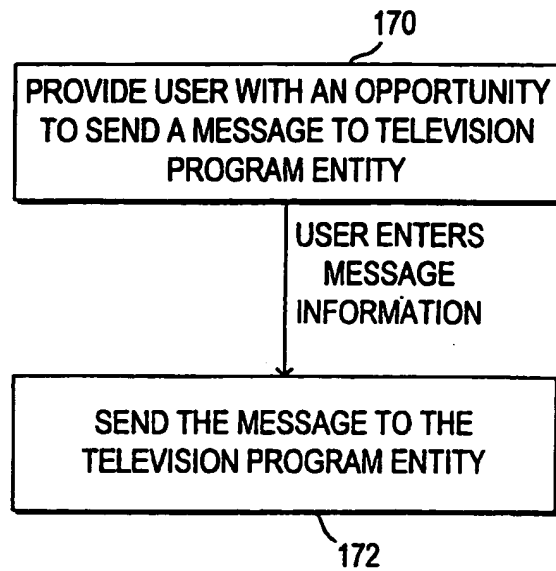 170
PROVIDE USER WITH AN OPPORTUNITY
TO SEND A MESSAGE TO TELEVISION
PROGRAM ENTITY
USER ENTERS
MESSAGE
INFORMATION
SEND THE MESSAGE TO THE
TELEVISION PROGRAM ENTITY
172